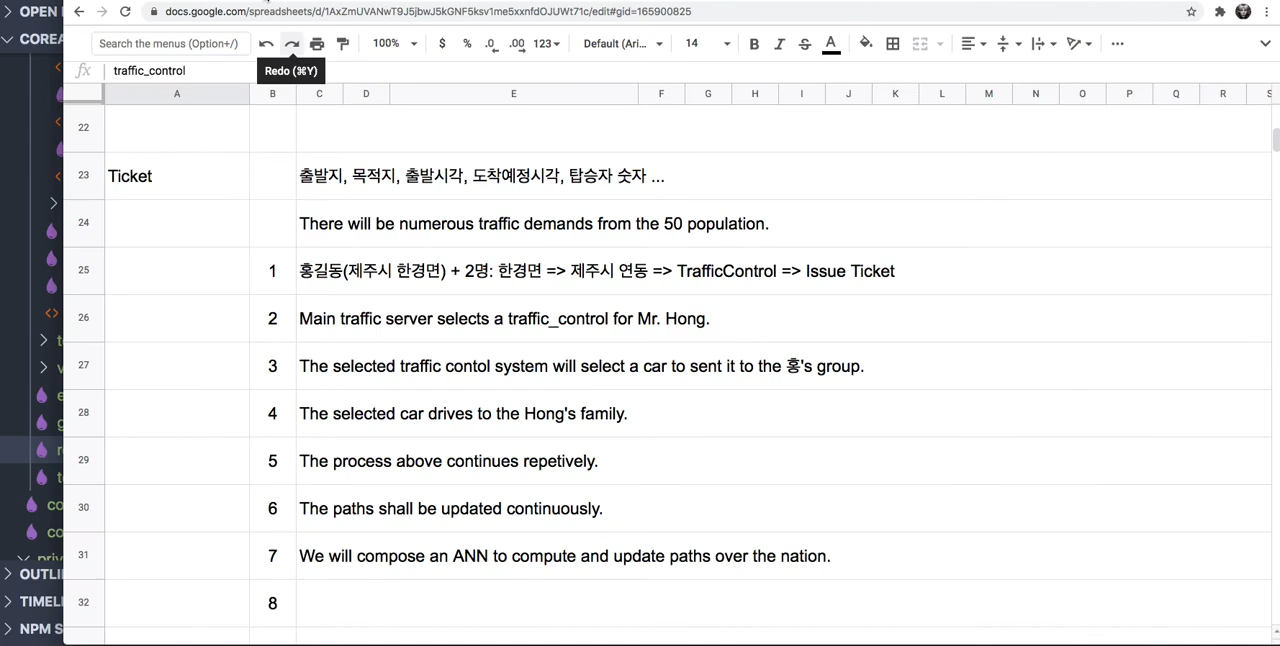 OPEN
docs.google.com/spreadsheets/d/1AxZmUVANwT9J5jbwJ5kGNF5ksv1me5xxnfdOJUWt71c/edit#gid=165900825
COREA
Search the menus (Option+/)
100%
$
%
.0
.00
123
Default (Ari...
14
B
I
S
A
fx
traffic_control
Redo (⌘Y)
A B C D E F G H I J K L M N O P Q R S
22
23 Ticket 출발지, 목적지, 출발시각, 도착예정시각, 탑승자 숫자 ...
24 There will be numerous traffic demands from the 50 population.
25 1 홍길동(제주시 한경면) + 2명: 한경면 => 제주시 연동 => TrafficControl => Issue Ticket
26 2 Main traffic server selects a traffic_control for Mr. Hong.
27 3 The selected traffic contol system will select a car to sent it to the 홍's group.
28 4 The selected car drives to the Hong's family.
29 5 The process above continues repetively.
30 6 The paths shall be updated continuously.
31 7 We will compose an ANN to compute and update paths over the nation.
32 8
OUTLI
TIMEL
NPM S